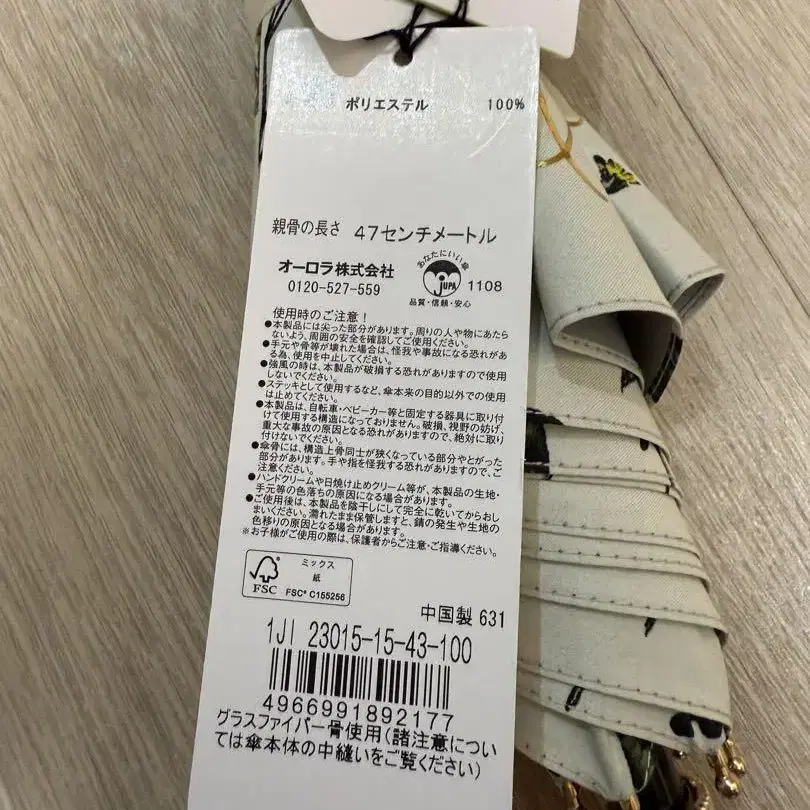 ポリエステル 100%
親骨の長さ 47センチメートル
オーロラ株式会社
0120-527-559
あなたにいい傘
JUPA
1108
品質・信頼・安心
使用時のご注意!
●本製品には尖った部分があります。周りの人や物にあたら
ないよう、周囲の安全を確認してご使用ください。
●手元や骨等が壊れた場合は、怪我や事故になる恐れがあ
る為、使用を中止してください。
●強風の時は、本製品が破損する恐れがありますので使用
しないでください。
●ステッキとして使用するなど、傘本来の目的以外での使用
は止めてください。
●本製品は、自転車・ベビーカー等と固定する器具に取り付
けて使用する構造になっておりません。破損、視野の妨げ、
重大な事故の原因となる恐れがありますので、絶対に取り
付けないでください。
●傘骨には、構造上骨同士が狭くなっている部分やとがった
部分があります。手や指を怪我する恐れがありますので、ご
注意ください。
●ハンドクリームや日焼け止めクリーム等が、本製品の生地・
手元等の色落ちの原因になる場合があります。
●ご使用後は、本製品を陰干しにして完全に乾いてからおし
まいください。濡れたまま保管しますと、錆の発生や生地の
色移りの原因となる場合があります。
※お子様がご使用の際は、保護者からご注意・ご指導ください。
FSC
ミックス
紙
FSC® C155256
中国製 631
1JI 23015-15-43-100
4966991892177
グラスファイバー骨使用(諸注意につい
ては傘本体の中縫いをご覧ください)